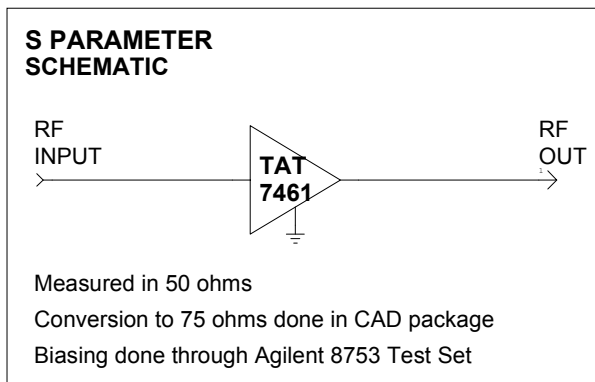 S PARAMETER
SCHEMATIC
RF
INPUT
TAT
7461
RF
OUT
1
Measured in 50 ohms
Conversion to 75 ohms done in CAD package
Biasing done through Agilent 8753 Test Set